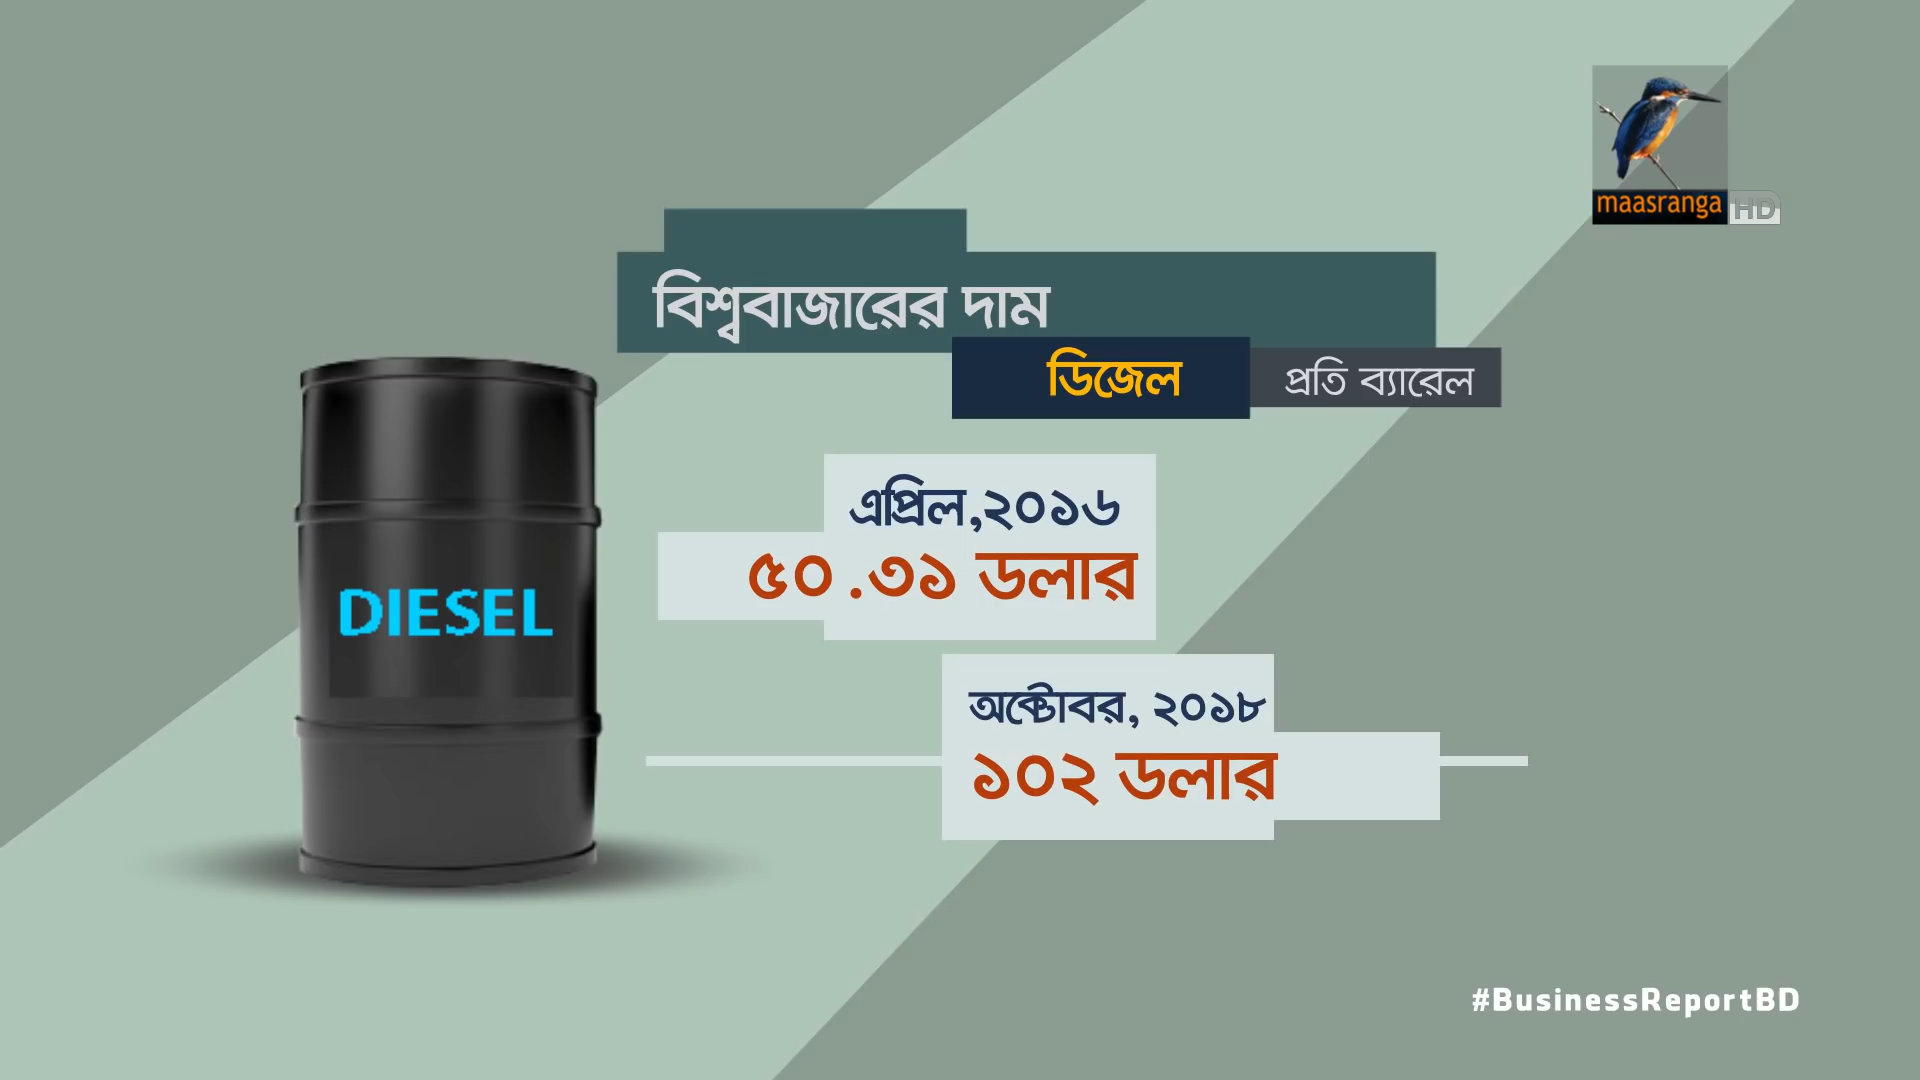 maasranga HD
বিশ্ববাজারের দাম
ডিজেল প্রতি ব্যারেল
এপ্রিল,২০১৬
৫০.৩১ ডলার
DIESEL
অক্টোবর, ২০১৮
১০২ ডলার
#BusinessReportBD